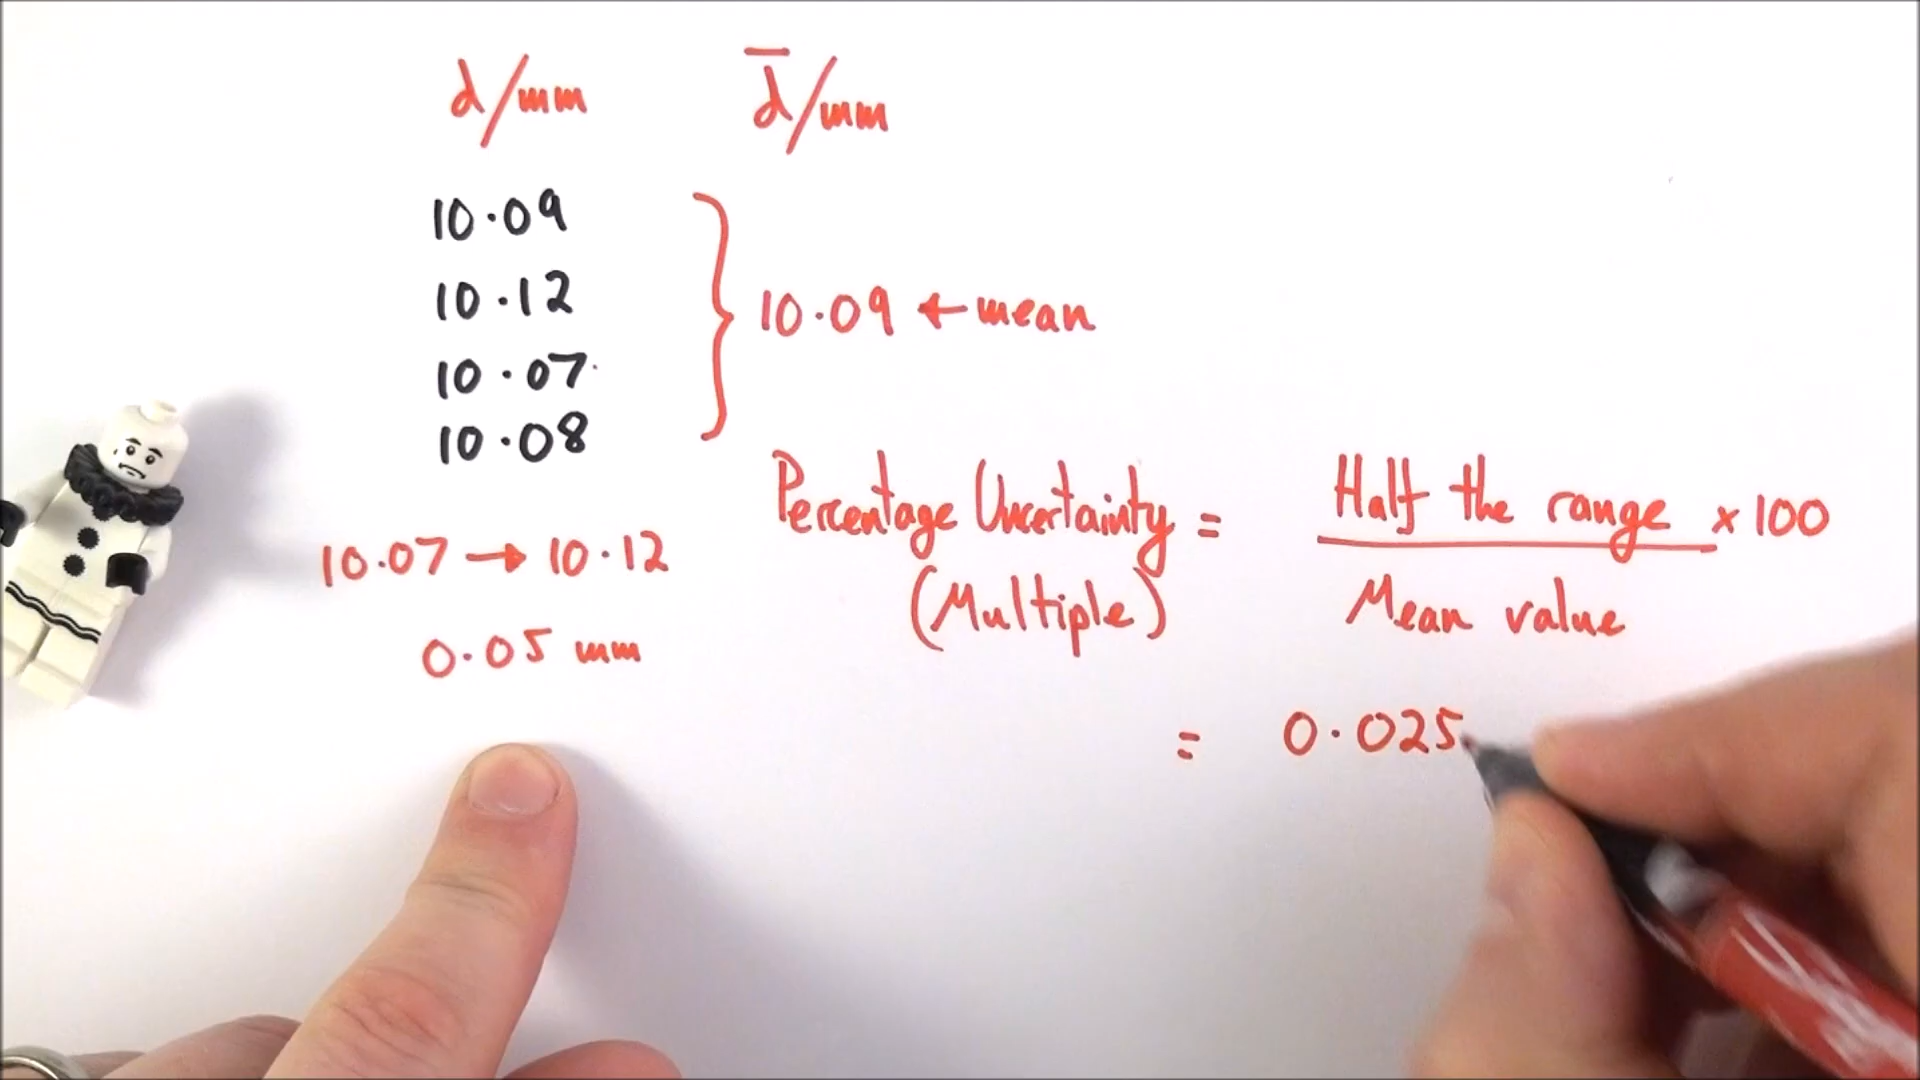 d/mm
d̅/mm
10.09
10.12
10.07
10.08
10.09 ← mean
10.07 → 10.12
0.05 mm
Percentage Uncertainty = Half the range × 100
(Multiple) Mean value
= 0.025